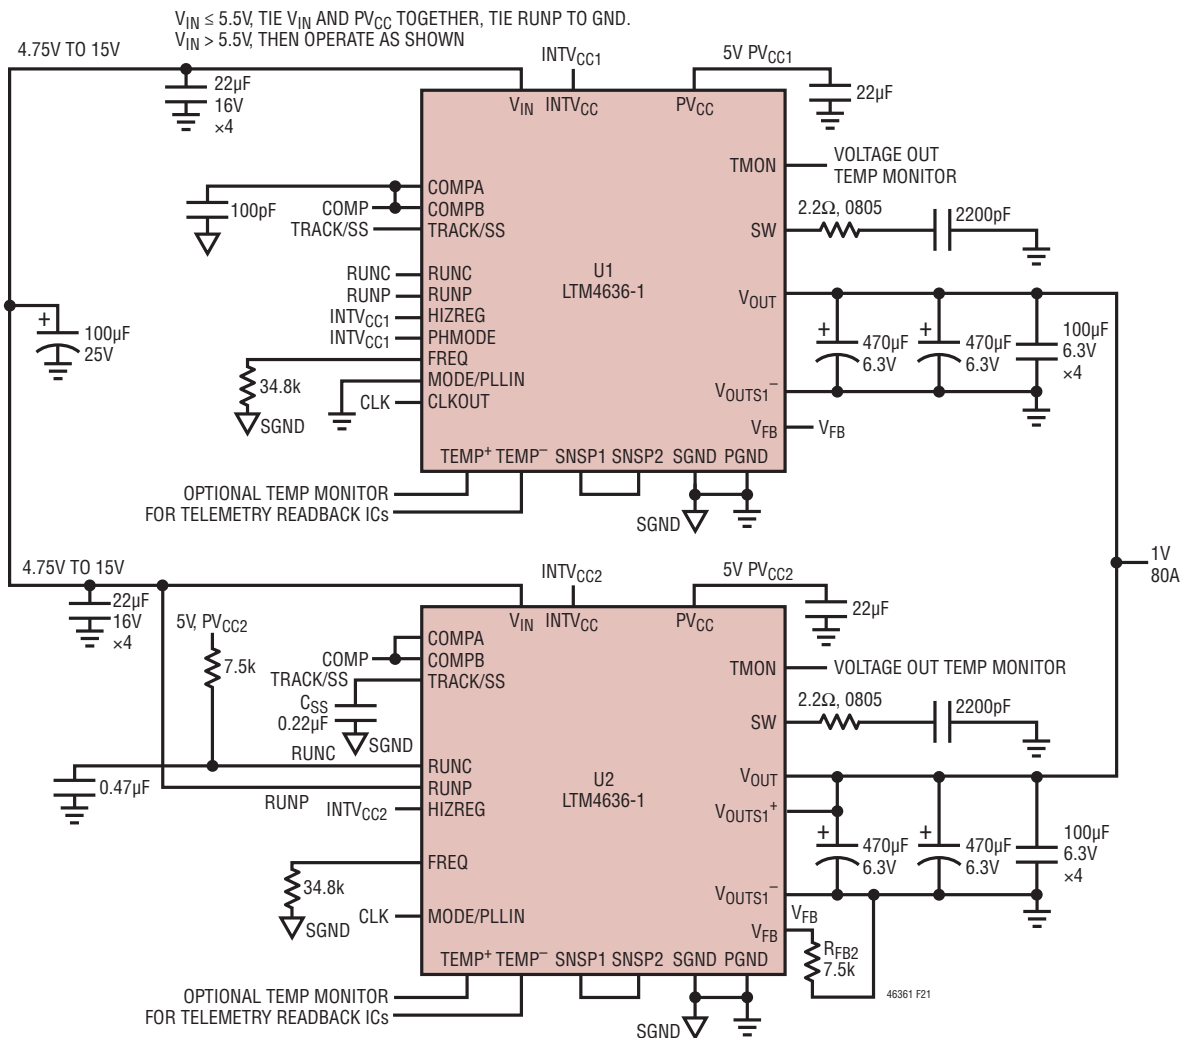 V_IN ≤ 5.5V, TIE V_IN AND PV_CC TOGETHER, TIE RUNP TO GND.
V_IN > 5.5V, THEN OPERATE AS SHOWN
4.75V TO 15V
22µF
16V
×4
INTV_CC1
5V PV_CC1
22µF
V_IN INTV_CC PV_CC
TMON
VOLTAGE OUT
TEMP MONITOR
COMPA
100pF
COMP
COMPB
TRACK/SS
TRACK/SS
2.2Ω, 0805
2200pF
SW
U1
LTM4636-1
RUNC
RUNC
RUNP
RUNP
INTV_CC1
HIZREG
INTV_CC1
PHMODE
FREQ
34.8k
SGND
MODE/PLLIN
CLK
CLKOUT
100µF
25V
V_OUT
470µF
6.3V
470µF
6.3V
100µF
6.3V
×4
V_OUTS1⁻
V_FB
V_FB
TEMP⁺ TEMP⁻ SNSP1 SNSP2 SGND PGND
OPTIONAL TEMP MONITOR
FOR TELEMETRY READBACK ICs
SGND
1V
80A
4.75V TO 15V
22µF
16V
×4
INTV_CC2
5V PV_CC2
22µF
5V, PV_CC2
7.5k
V_IN INTV_CC PV_CC
COMPA
COMP
COMPB
TRACK/SS
TRACK/SS
C_SS
0.22µF
SGND
TMON
VOLTAGE OUT TEMP MONITOR
2.2Ω, 0805
2200pF
SW
U2
LTM4636-1
RUNC
RUNC
0.47µF
RUNP
RUNP
INTV_CC2
HIZREG
FREQ
34.8k
SGND
CLK
MODE/PLLIN
V_OUT
V_OUTS1⁺
470µF
6.3V
470µF
6.3V
100µF
6.3V
×4
V_OUTS1⁻
V_FB
V_FB
R_FB2
7.5k
TEMP⁺ TEMP⁻ SNSP1 SNSP2 SGND PGND
OPTIONAL TEMP MONITOR
FOR TELEMETRY READBACK ICs
SGND
46361 F21